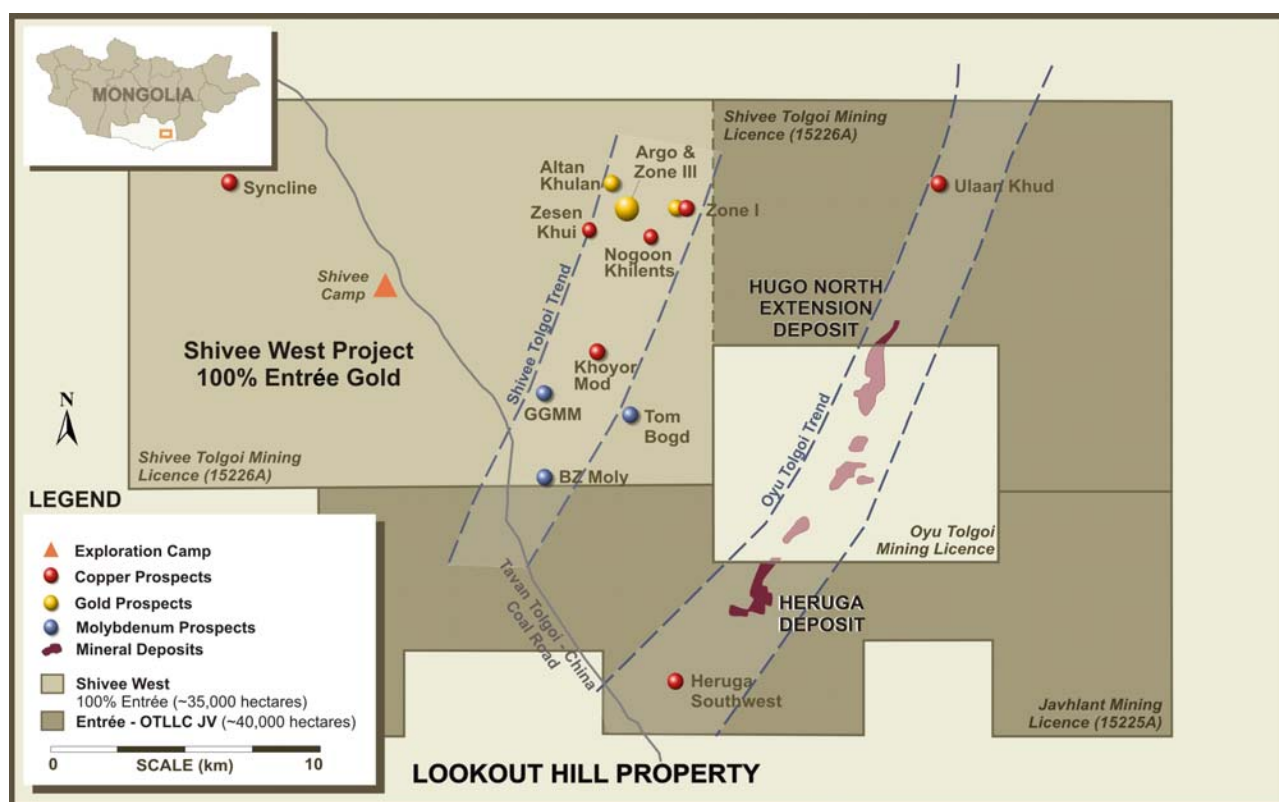 MONGOLIA
Shivee Tolgoi Mining
Licence (15226A)
Syncline
Altan
Khulan
Argo &
Zone III
Ulaan Khud
Zesen
Khui
Zone I
Nogoon
Khilents
Shivee
Camp
HUGO NORTH
EXTENSION
DEPOSIT
Shivee West Project
100% Entrée Gold
Shivee Tolgoi Trend
Khoyor
Mod
GGMM
Tom
Bogd
Oyu Tolgoi Trend
N
Shivee Tolgoi Mining
Licence (15226A)
BZ Moly
Oyu Tolgoi
Mining Licence
Tavan Tolgoi - China
Coal Road
HERUGA
DEPOSIT
Heruga
Southwest
Javhlant Mining
Licence (15225A)
LEGEND
Exploration Camp
Copper Prospects
Gold Prospects
Molybdenum Prospects
Mineral Deposits
Shivee West
100% Entrée (~35,000 hectares)
Entrée - OTLLC JV (~40,000 hectares)
0 SCALE (km) 10
LOOKOUT HILL PROPERTY